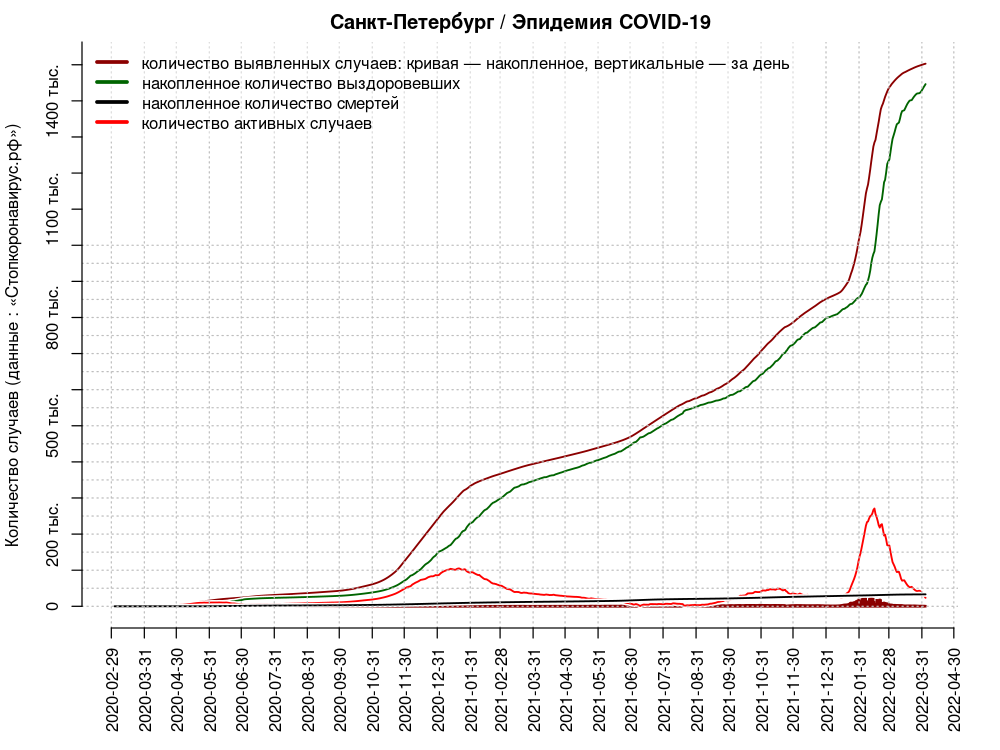 Санкт-Петербург / Эпидемия COVID-19
количество выявленных случаев: кривая — накопленное, вертикальные — за день
накопленное количество выздоровевших
накопленное количество смертей
количество активных случаев
Количество случаев (данные : «Стопкоронавирус.рф»)
1400 тыс.
1100 тыс.
800 тыс.
500 тыс.
200 тыс.
0
2020-02-29
2020-03-31
2020-04-30
2020-05-31
2020-06-30
2020-07-31
2020-08-31
2020-09-30
2020-10-31
2020-11-30
2020-12-31
2021-01-31
2021-02-28
2021-03-31
2021-04-30
2021-05-31
2021-06-30
2021-07-31
2021-08-31
2021-09-30
2021-10-31
2021-11-30
2021-12-31
2022-01-31
2022-02-28
2022-03-31
2022-04-30